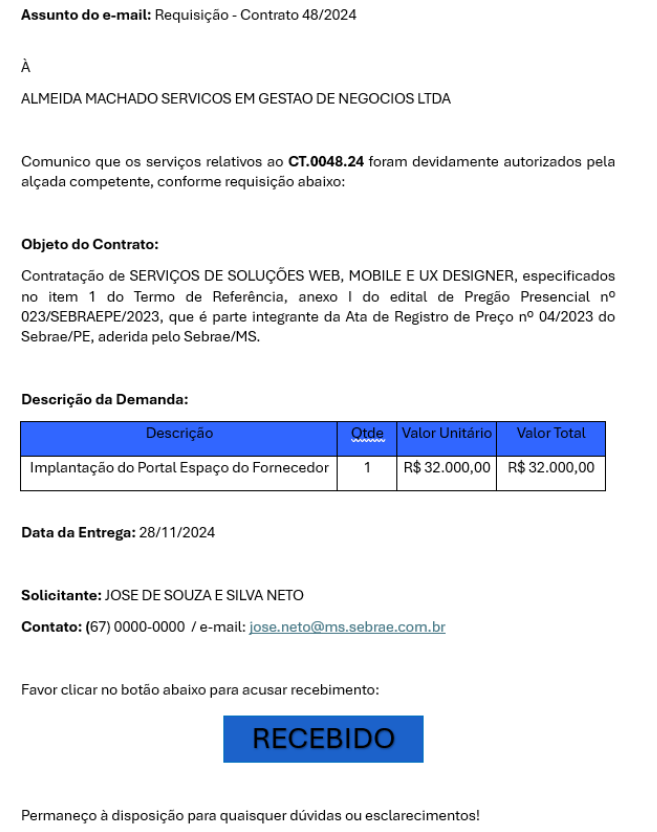 Assunto do e-mail: Requisição - Contrato 48/2024
À
ALMEIDA MACHADO SERVICOS EM GESTAO DE NEGOCIOS LTDA
Comunico que os serviços relativos ao CT.0048.24 foram devidamente autorizados pela
alçada competente, conforme requisição abaixo:
Objeto do Contrato:
Contratação de SERVIÇOS DE SOLUÇÕES WEB, MOBILE E UX DESIGNER, especificados
no item 1 do Termo de Referência, anexo I do edital de Pregão Presencial nº
023/SEBRAEPE/2023, que é parte integrante da Ata de Registro de Preço nº 04/2023 do
Sebrae/PE, aderida pelo Sebrae/MS.
Descrição da Demanda:
Descrição Qtde Valor Unitário Valor Total
Implantação do Portal Espaço do Fornecedor 1 R$ 32.000,00 R$ 32.000,00
Data da Entrega: 28/11/2024
Solicitante: JOSE DE SOUZA E SILVA NETO
Contato: (67) 0000-0000 / e-mail: jose.neto@ms.sebrae.com.br
Favor clicar no botão abaixo para acusar recebimento:
RECEBIDO
Permaneço à disposição para quaisquer dúvidas ou esclarecimentos!